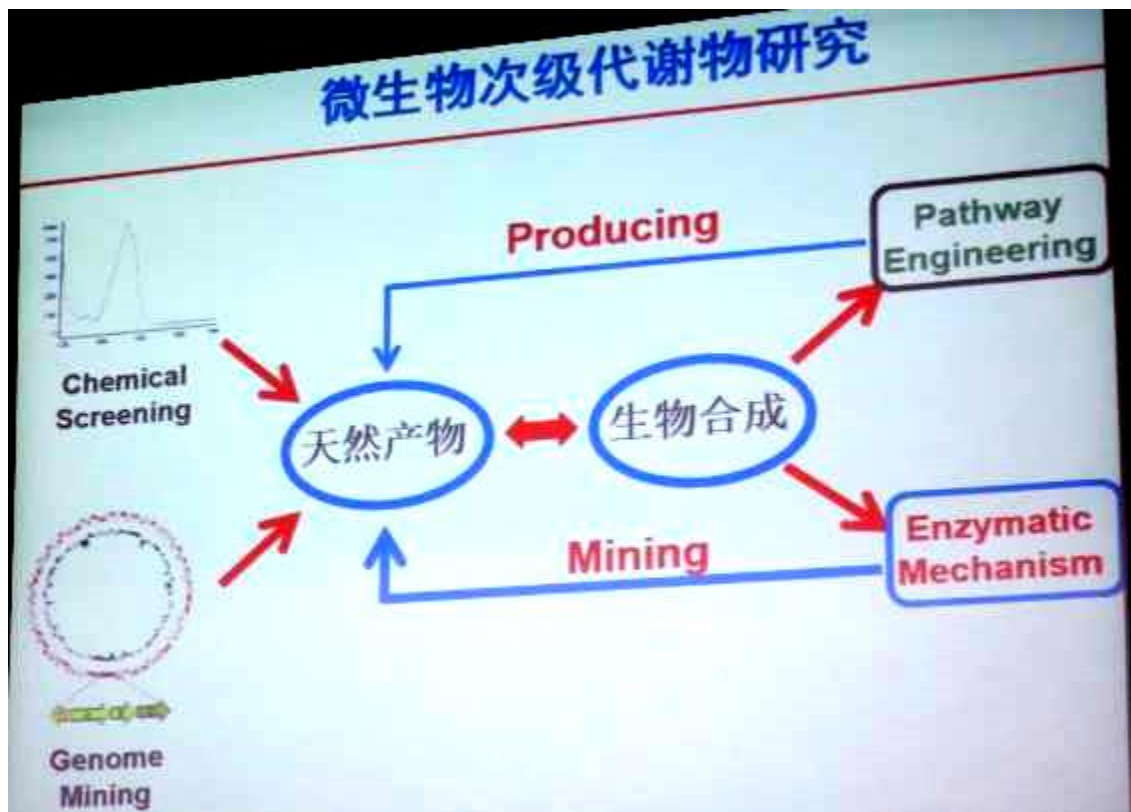 微生物次级代谢物研究
Producing
Pathway
Engineering
Chemical
Screening
天然产物
生物合成
Mining
Enzymatic
Mechanism
Genome
Mining